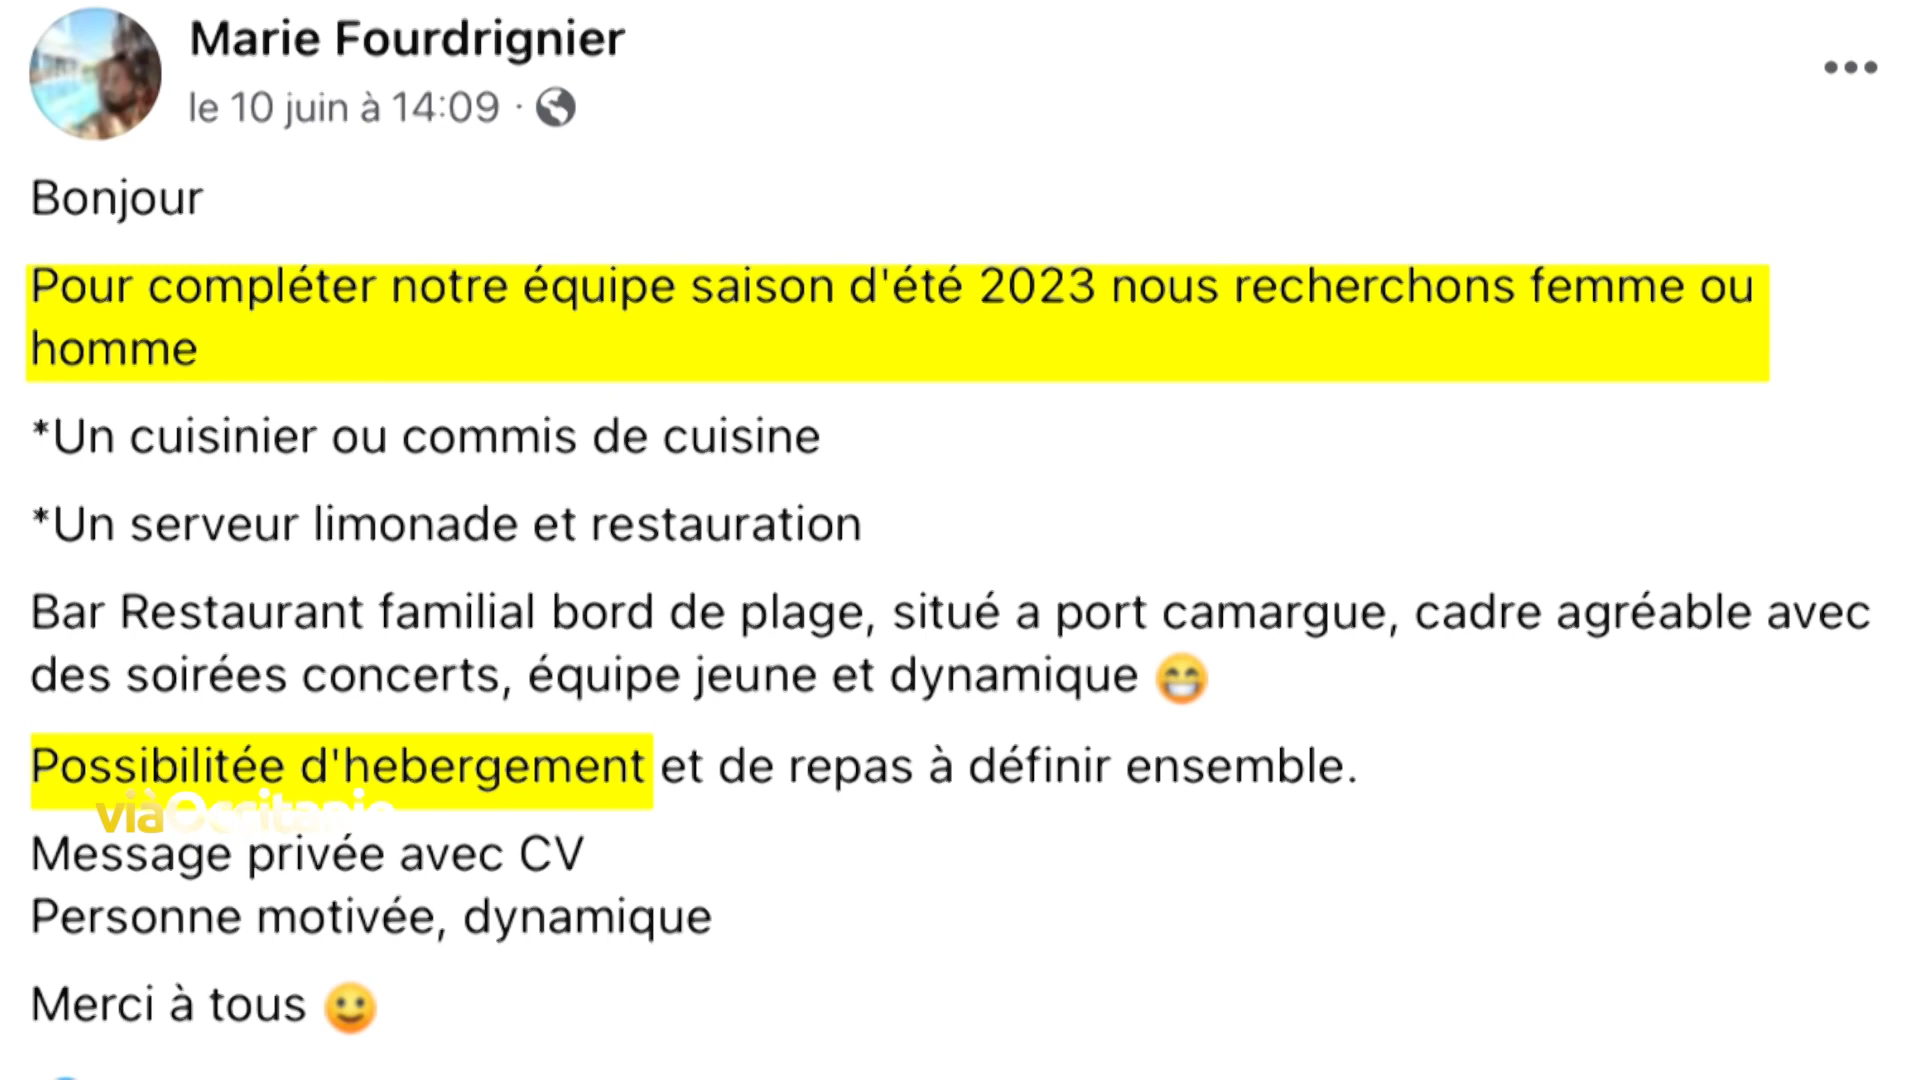 Marie Fourdrignier
le 10 juin à 14:09 ·
Bonjour
Pour compléter notre équipe saison d'été 2023 nous recherchons femme ou
homme
*Un cuisinier ou commis de cuisine
*Un serveur limonade et restauration
Bar Restaurant familial bord de plage, situé a port camargue, cadre agréable avec
des soirées concerts, équipe jeune et dynamique 😁
Possibilitée d'hebergement et de repas à définir ensemble.
viàOccitanie
Message privée avec CV
Personne motivée, dynamique
Merci à tous 🙂